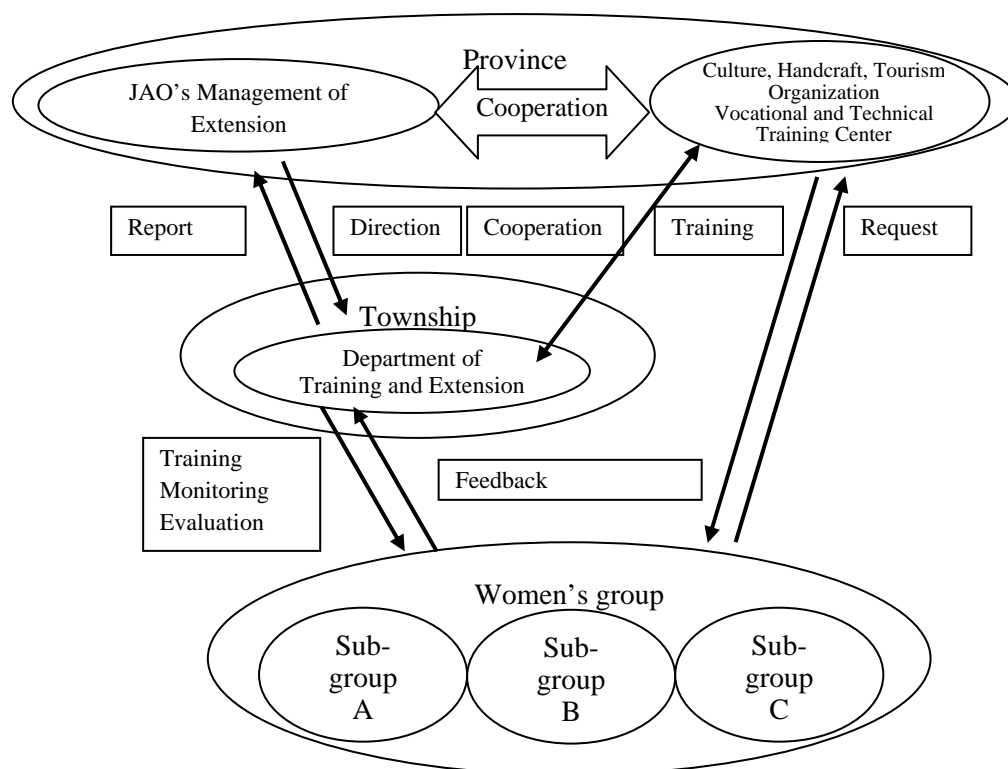 Province
JAO's Management of
Extension
Cooperation
Culture, Handcraft, Tourism
Organization
Vocational and Technical
Training Center
Report
Direction
Cooperation
Training
Request
Township
Department of
Training and Extension
Training
Monitoring
Evaluation
Feedback
Women's group
Sub-
group
A
Sub-
group
B
Sub-
group
C